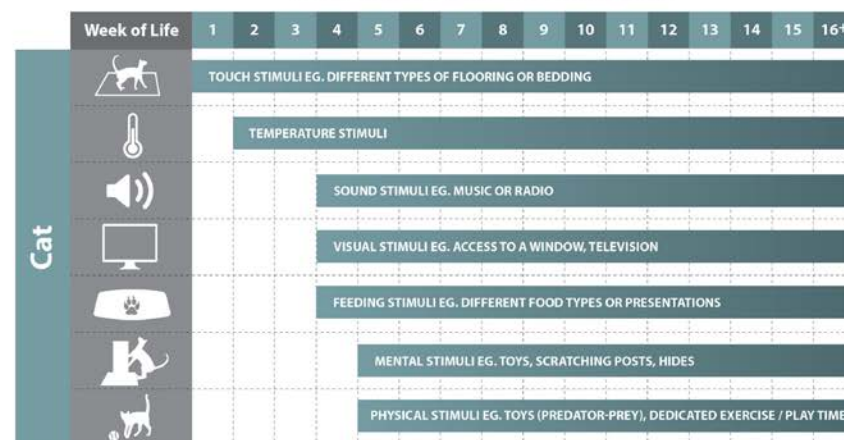 Week of Life 1 2 3 4 5 6 7 8 9 10 11 12 13 14 15 16+
Cat
TOUCH STIMULI EG. DIFFERENT TYPES OF FLOORING OR BEDDING
TEMPERATURE STIMULI
SOUND STIMULI EG. MUSIC OR RADIO
VISUAL STIMULI EG. ACCESS TO A WINDOW, TELEVISION
FEEDING STIMULI EG. DIFFERENT FOOD TYPES OR PRESENTATIONS
MENTAL STIMULI EG. TOYS, SCRATCHING POSTS, HIDES
PHYSICAL STIMULI EG. TOYS (PREDATOR-PREY), DEDICATED EXERCISE / PLAY TIME